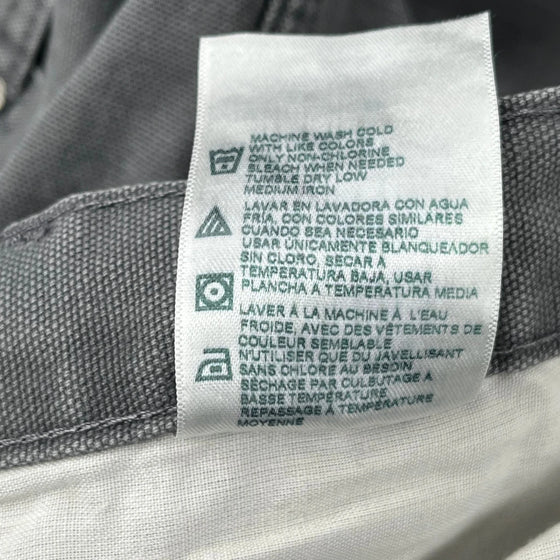 MACHINE WASH COLD
WITH LIKE COLORS
ONLY NON-CHLORINE
BLEACH WHEN NEEDED
TUMBLE DRY LOW
MEDIUM IRON
LAVAR EN LAVADORA CON AGUA
FRÍA, CON COLORES SIMILARES
CUANDO SEA NECESARIO
USAR ÚNICAMENTE BLANQUEADOR
SIN CLORO, SECAR A
TEMPERATURA BAJA, USAR
PLANCHA A TEMPERATURA MEDIA
LAVER À LA MACHINE À L'EAU
FROIDE, AVEC DES VÊTEMENTS DE
COULEUR SEMBLABLE
N'UTILISER QUE DU JAVELLISANT
SANS CHLORE AU BESOIN
SÉCHAGE PAR CULBUTAGE À
BASSE TEMPÉRATURE
REPASSAGE À TEMPÉRATURE
MOYENNE